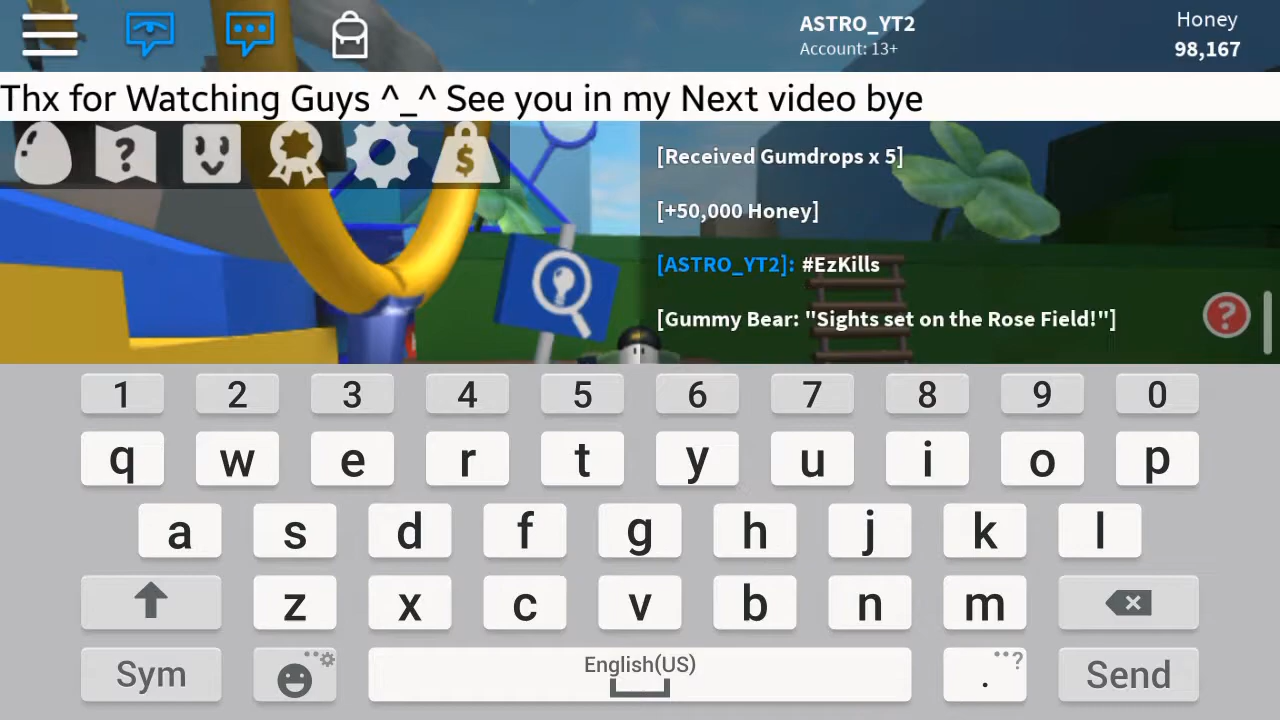 ASTRO_YT2
Account: 13+
Honey
98,167
Thx for Watching Guys ^_^ See you in my Next video bye
?
$
[Received Gumdrops x 5]
[+50,000 Honey]
[ASTRO_YT2]: #EzKills
[Gummy Bear: "Sights set on the Rose Field!"]
?
1 2 3 4 5 6 7 8 9 0
q w e r t y u i o p
a s d f g h j k l
z x c v b n m
Sym English(US) . ? Send